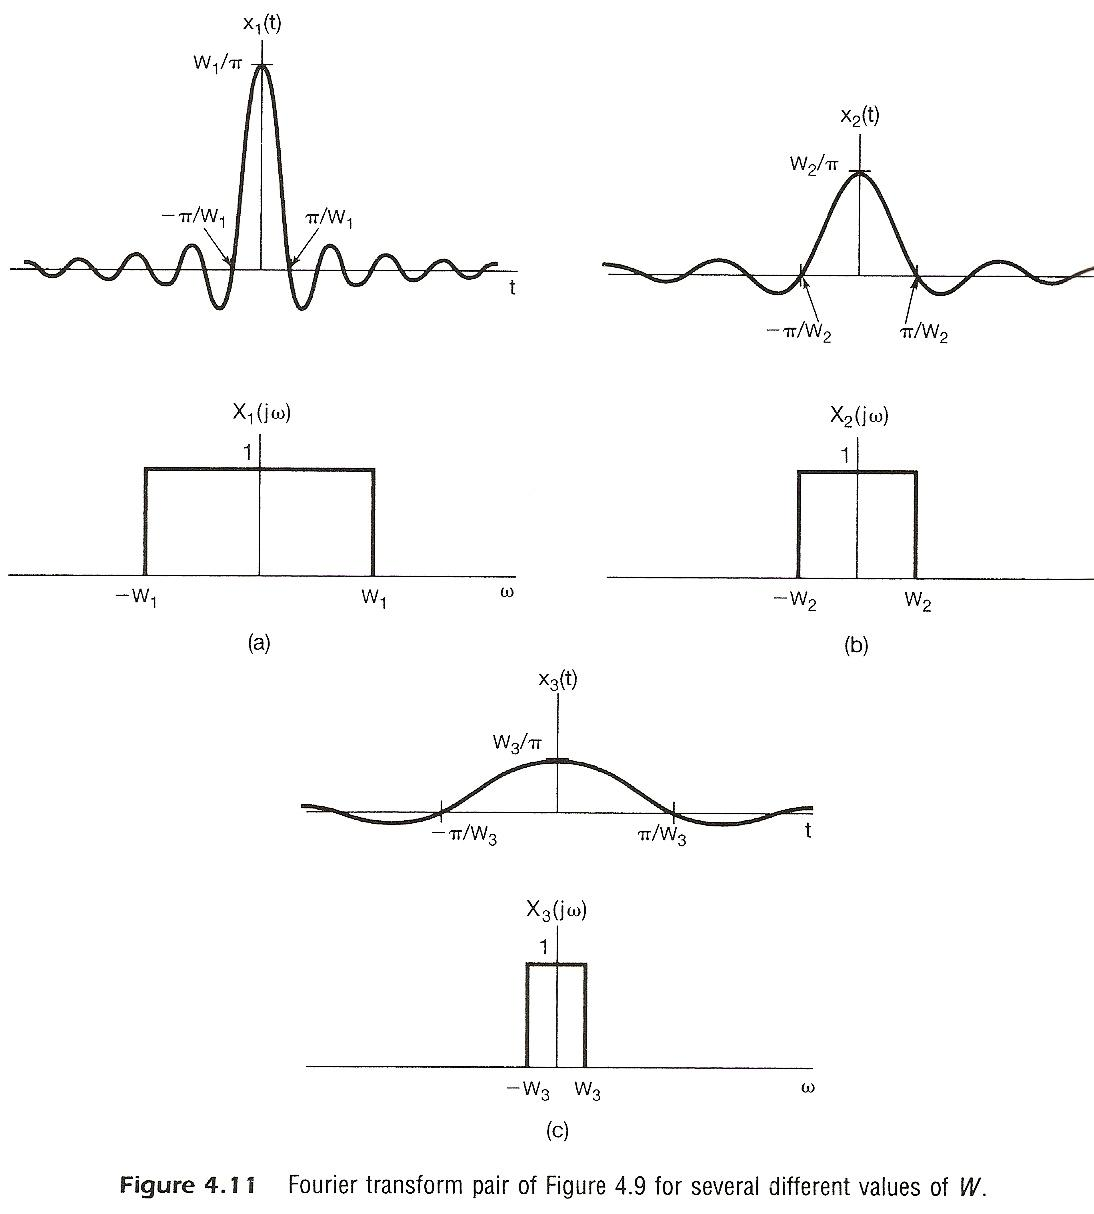 x₁(t)
W₁/π
−π/W₁ π/W₁
t
X₁(jω)
1
−W₁ W₁ ω
(a)
x₂(t)
W₂/π
−π/W₂ π/W₂
X₂(jω)
1
−W₂ W₂
(b)
x₃(t)
W₃/π
−π/W₃ π/W₃ t
X₃(jω)
1
−W₃ W₃ ω
(c)
Figure 4.11 Fourier transform pair of Figure 4.9 for several different values of W.